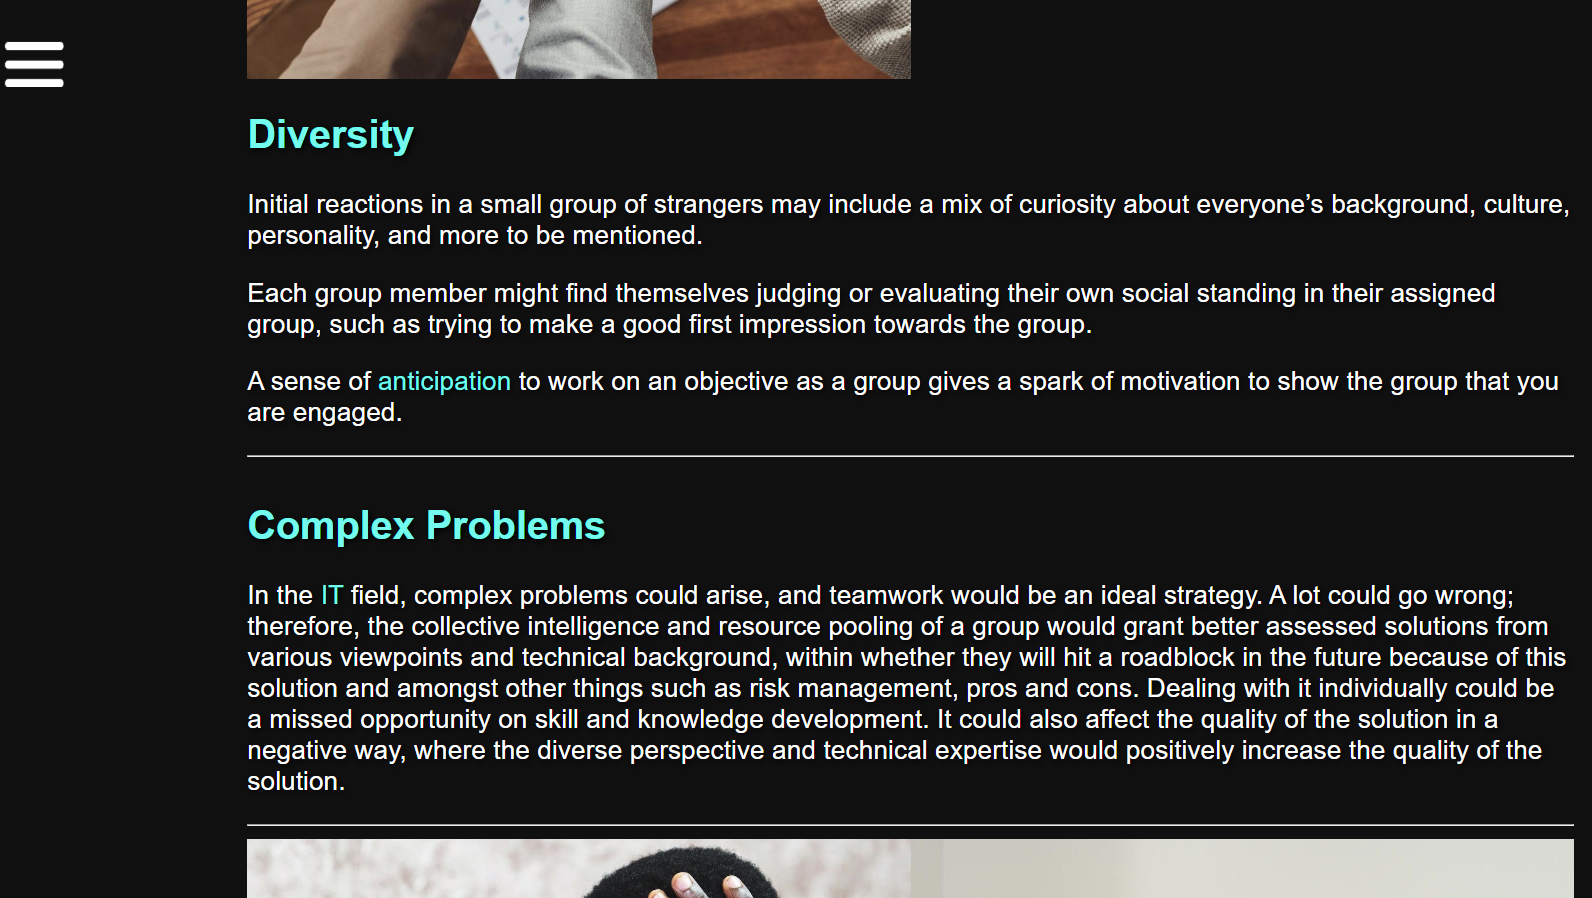 Diversity
Initial reactions in a small group of strangers may include a mix of curiosity about everyone’s background, culture,
personality, and more to be mentioned.
Each group member might find themselves judging or evaluating their own social standing in their assigned
group, such as trying to make a good first impression towards the group.
A sense of anticipation to work on an objective as a group gives a spark of motivation to show the group that you
are engaged.
Complex Problems
In the IT field, complex problems could arise, and teamwork would be an ideal strategy. A lot could go wrong;
therefore, the collective intelligence and resource pooling of a group would grant better assessed solutions from
various viewpoints and technical background, within whether they will hit a roadblock in the future because of this
solution and amongst other things such as risk management, pros and cons. Dealing with it individually could be
a missed opportunity on skill and knowledge development. It could also affect the quality of the solution in a
negative way, where the diverse perspective and technical expertise would positively increase the quality of the
solution.